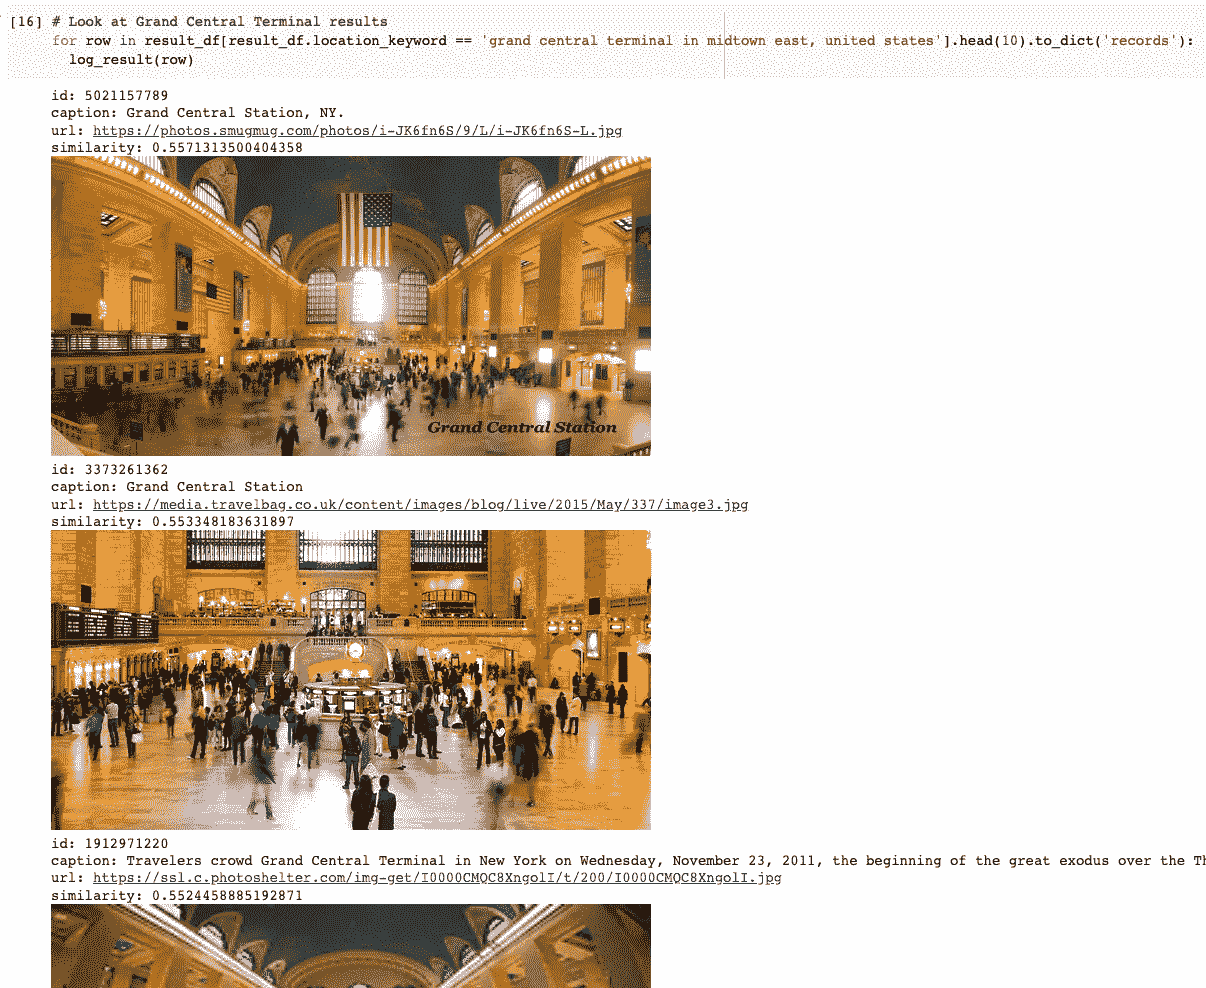 [16] # Look at Grand Central Terminal results
for row in result_df[result_df.location_keyword == 'grand central terminal in midtown east, united states'].head(10).to_dict('records'):
log_result(row)
id: 5021157789
caption: Grand Central Station, NY.
url: https://photos.smugmug.com/photos/i-JK6fn6S/9/L/i-JK6fn6S-L.jpg
similarity: 0.5571313500404358
Grand Central Station
id: 3373261362
caption: Grand Central Station
url: https://media.travelbag.co.uk/content/images/blog/live/2015/May/337/image3.jpg
similarity: 0.553348183631897
id: 1912971220
caption: Travelers crowd Grand Central Terminal in New York on Wednesday, November 23, 2011, the beginning of the great exodus over the Th
url: https://ssl.c.photoshelter.com/img-get/I0000CMQC8XngolI/t/200/I0000CMQC8XngolI.jpg
similarity: 0.5524458885192871